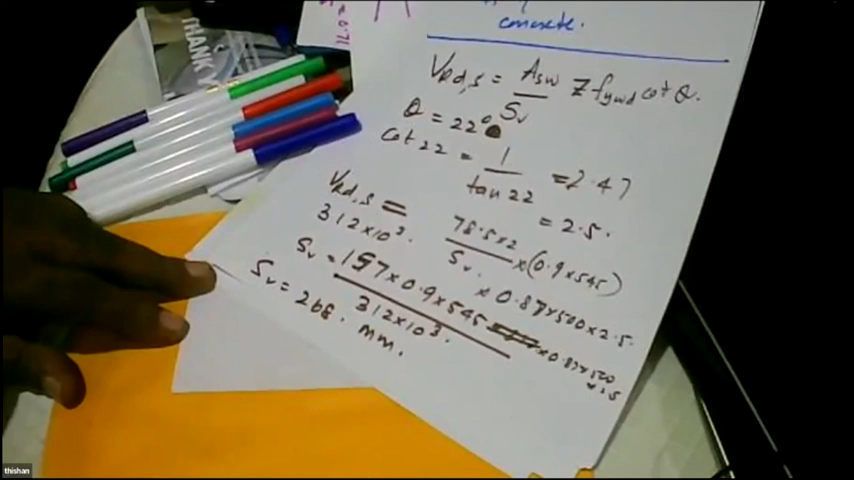 THANK Y
concrete.
VRd,s = Asw/Sv Z fywd cot θ.
θ = 22°
Cot 22 = 1/tan 22 = 2.47
= 2.5.
VRd,s =
312×10³. 78.5×2/Sv. ×(0.9×545)
× 0.87×500×2.5.
Sv = 157×0.9×545 ×0.87×500 ×2.5
312×10³.
Sv = 268. mm.
thishan